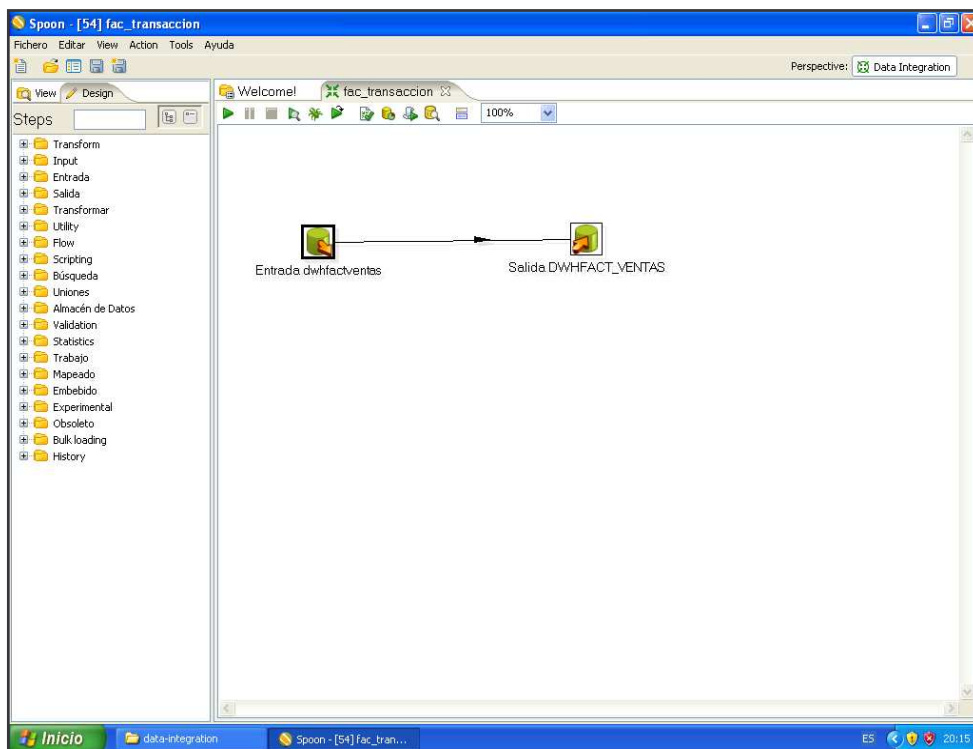 Spoon - [54] fac_transaccion
Fichero Editar View Action Tools Ayuda
Perspective: Data Integration
View Design
Welcome! fac_transaccion
Steps
100%
Transform
Input
Entrada
Salida
Transformar
Utility
Flow
Scripting
Búsqueda
Uniones
Almacén de Datos
Validation
Statistics
Trabajo
Mapeado
Embebido
Experimental
Obsoleto
Bulk loading
History
Entrada dwhfactventas
Salida DWHFACT_VENTAS
Inicio
data-integration
Spoon - [54] fac_tran...
ES
20:15